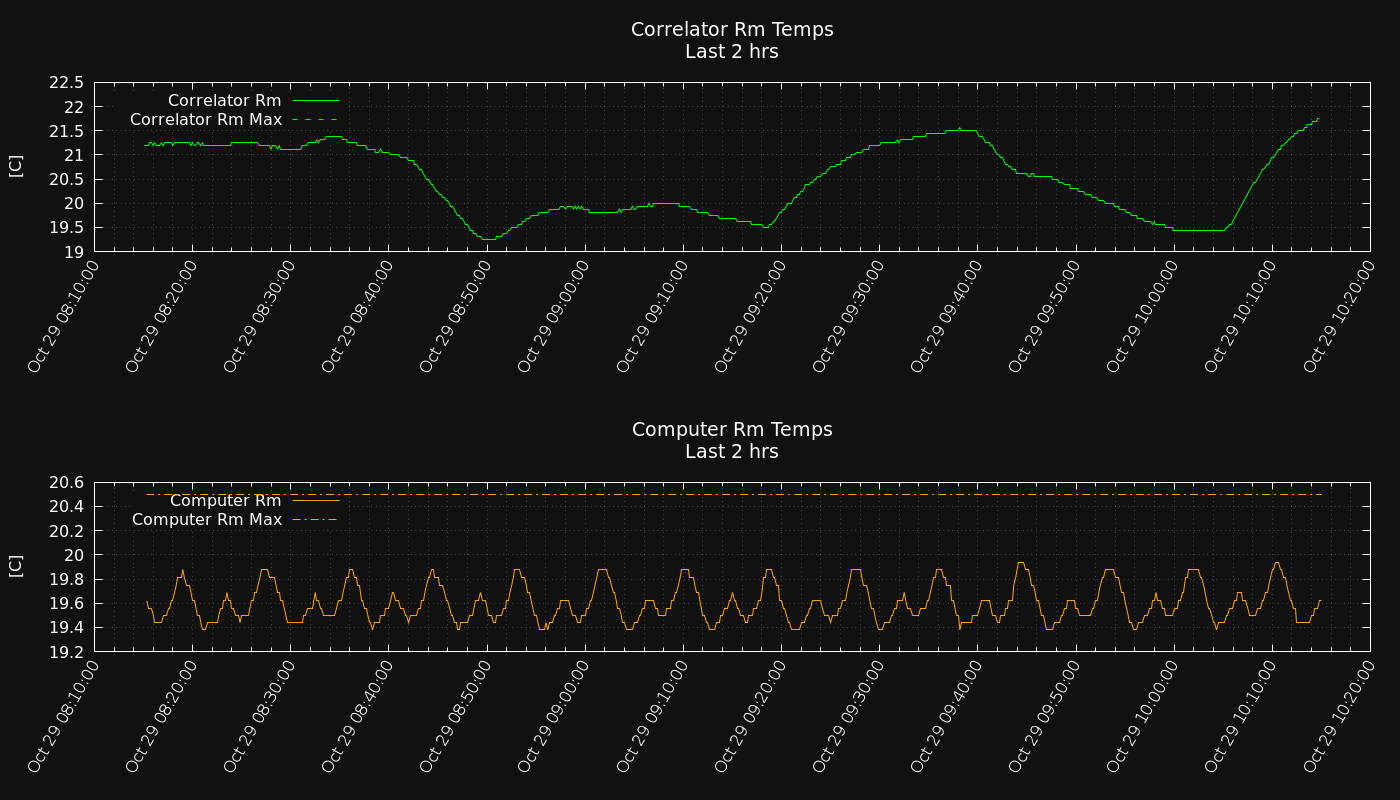 Correlator Rm Temps
Last 2 hrs
22.5
22
21.5
21
20.5
20
19.5
19
[C]
Correlator Rm
Correlator Rm Max
Oct 29 08:10:00
Oct 29 08:20:00
Oct 29 08:30:00
Oct 29 08:40:00
Oct 29 08:50:00
Oct 29 09:00:00
Oct 29 09:10:00
Oct 29 09:20:00
Oct 29 09:30:00
Oct 29 09:40:00
Oct 29 09:50:00
Oct 29 10:00:00
Oct 29 10:10:00
Oct 29 10:20:00
Computer Rm Temps
Last 2 hrs
20.6
20.4
20.2
20
19.8
19.6
19.4
19.2
[C]
Computer Rm
Computer Rm Max
Oct 29 08:10:00
Oct 29 08:20:00
Oct 29 08:30:00
Oct 29 08:40:00
Oct 29 08:50:00
Oct 29 09:00:00
Oct 29 09:10:00
Oct 29 09:20:00
Oct 29 09:30:00
Oct 29 09:40:00
Oct 29 09:50:00
Oct 29 10:00:00
Oct 29 10:10:00
Oct 29 10:20:00